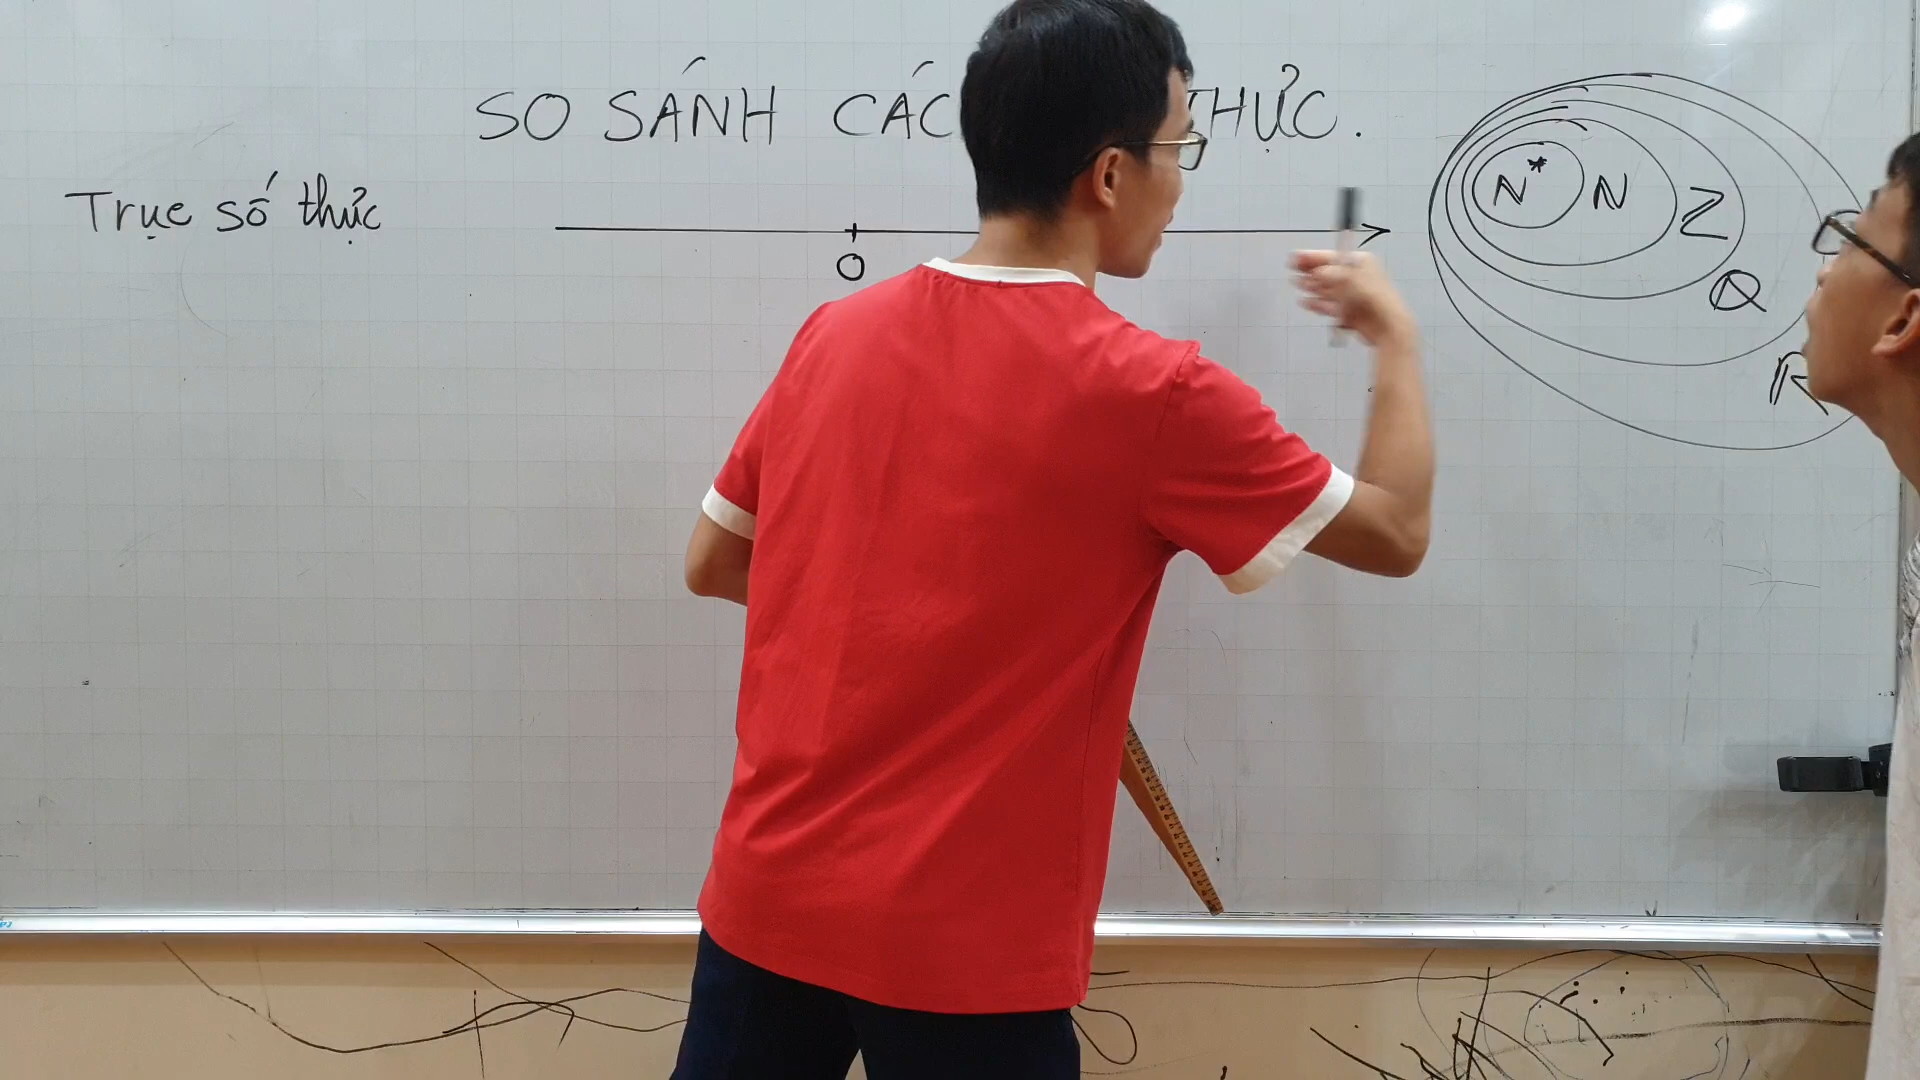 SO SÁNH CÁC THỰC.
Trục số thực
0
N* N Z
Q
R